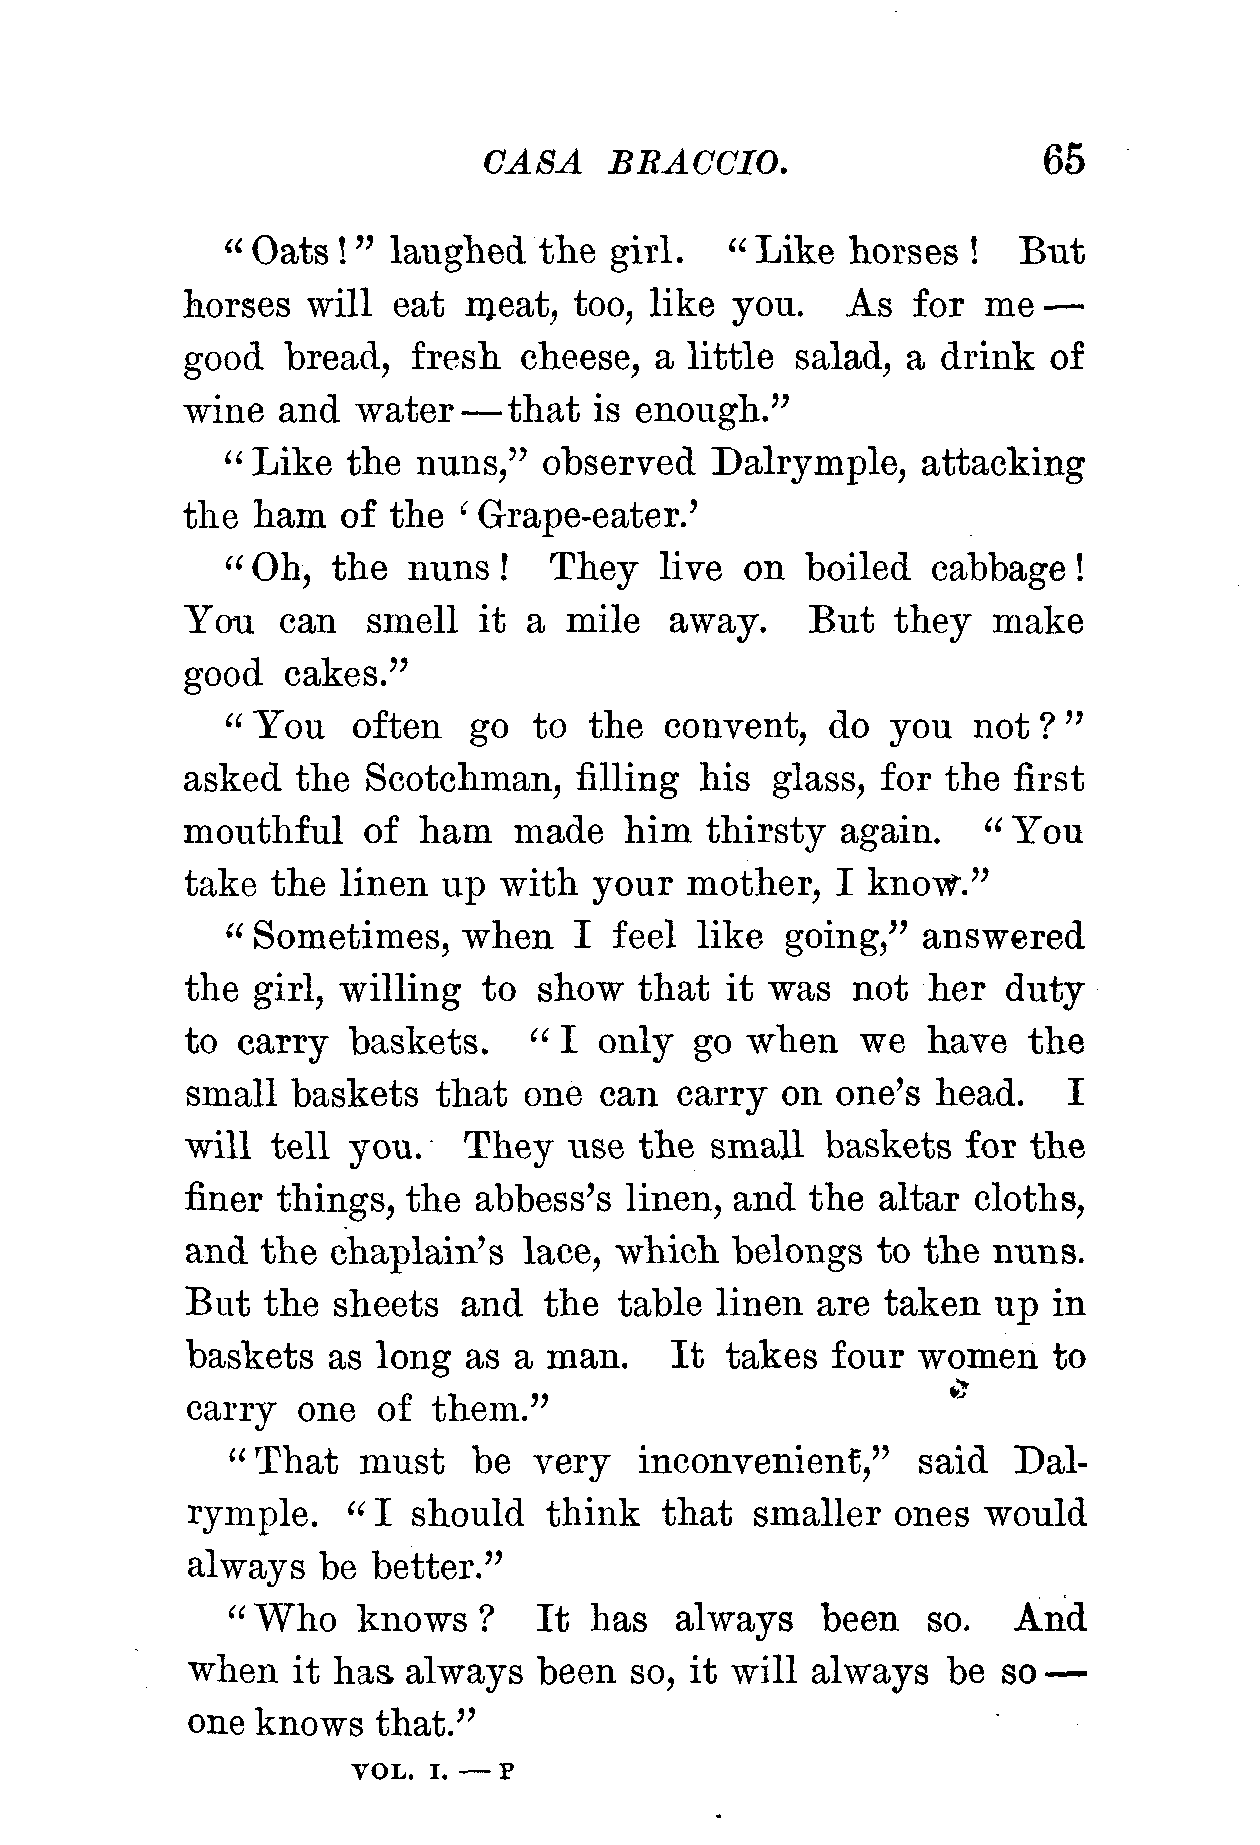 CASA BRACCIO. 65
“Oats!” laughed the girl. “Like horses! But
horses will eat meat, too, like you. As for me—
good bread, fresh cheese, a little salad, a drink of
wine and water—that is enough.”
“Like the nuns,” observed Dalrymple, attacking
the ham of the ‘Grape-eater.’
“Oh, the nuns! They live on boiled cabbage!
You can smell it a mile away. But they make
good cakes.”
“You often go to the convent, do you not?”
asked the Scotchman, filling his glass, for the first
mouthful of ham made him thirsty again. “You
take the linen up with your mother, I know.”
“Sometimes, when I feel like going,” answered
the girl, willing to show that it was not her duty
to carry baskets. “I only go when we have the
small baskets that one can carry on one’s head. I
will tell you. They use the small baskets for the
finer things, the abbess’s linen, and the altar cloths,
and the chaplain’s lace, which belongs to the nuns.
But the sheets and the table linen are taken up in
baskets as long as a man. It takes four women to
carry one of them.”
“That must be very inconvenient,” said Dal-
rymple. “I should think that smaller ones would
always be better.”
“Who knows? It has always been so. And
when it has always been so, it will always be so—
one knows that.”
VOL. I. — F